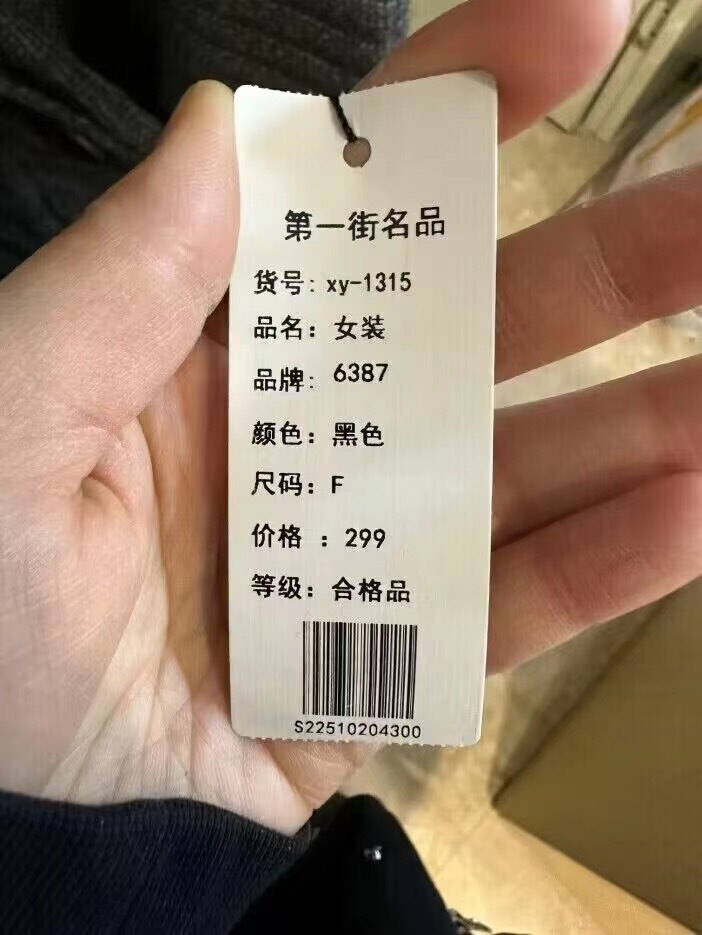 第一街名品
货号: xy-1315
品名：女装
品牌: 6387
颜色：黑色
尺码：F
价格 ：299
等级：合格品
S22510204300